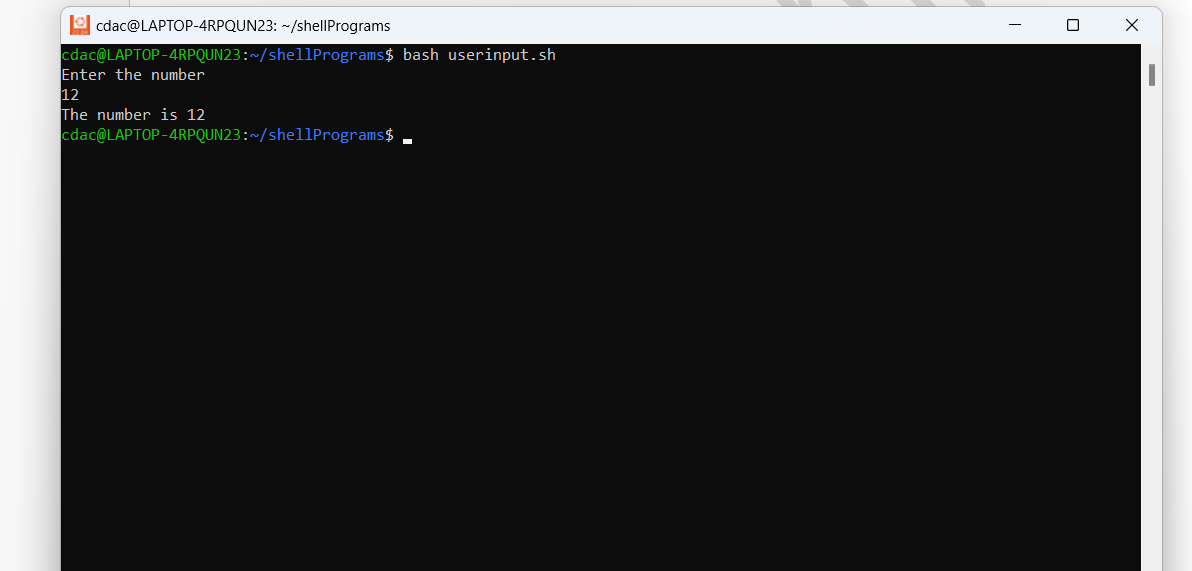 cdac@LAPTOP-4RPQUN23: ~/shellPrograms
cdac@LAPTOP-4RPQUN23:~/shellPrograms$ bash userinput.sh
Enter the number
12
The number is 12
cdac@LAPTOP-4RPQUN23:~/shellPrograms$